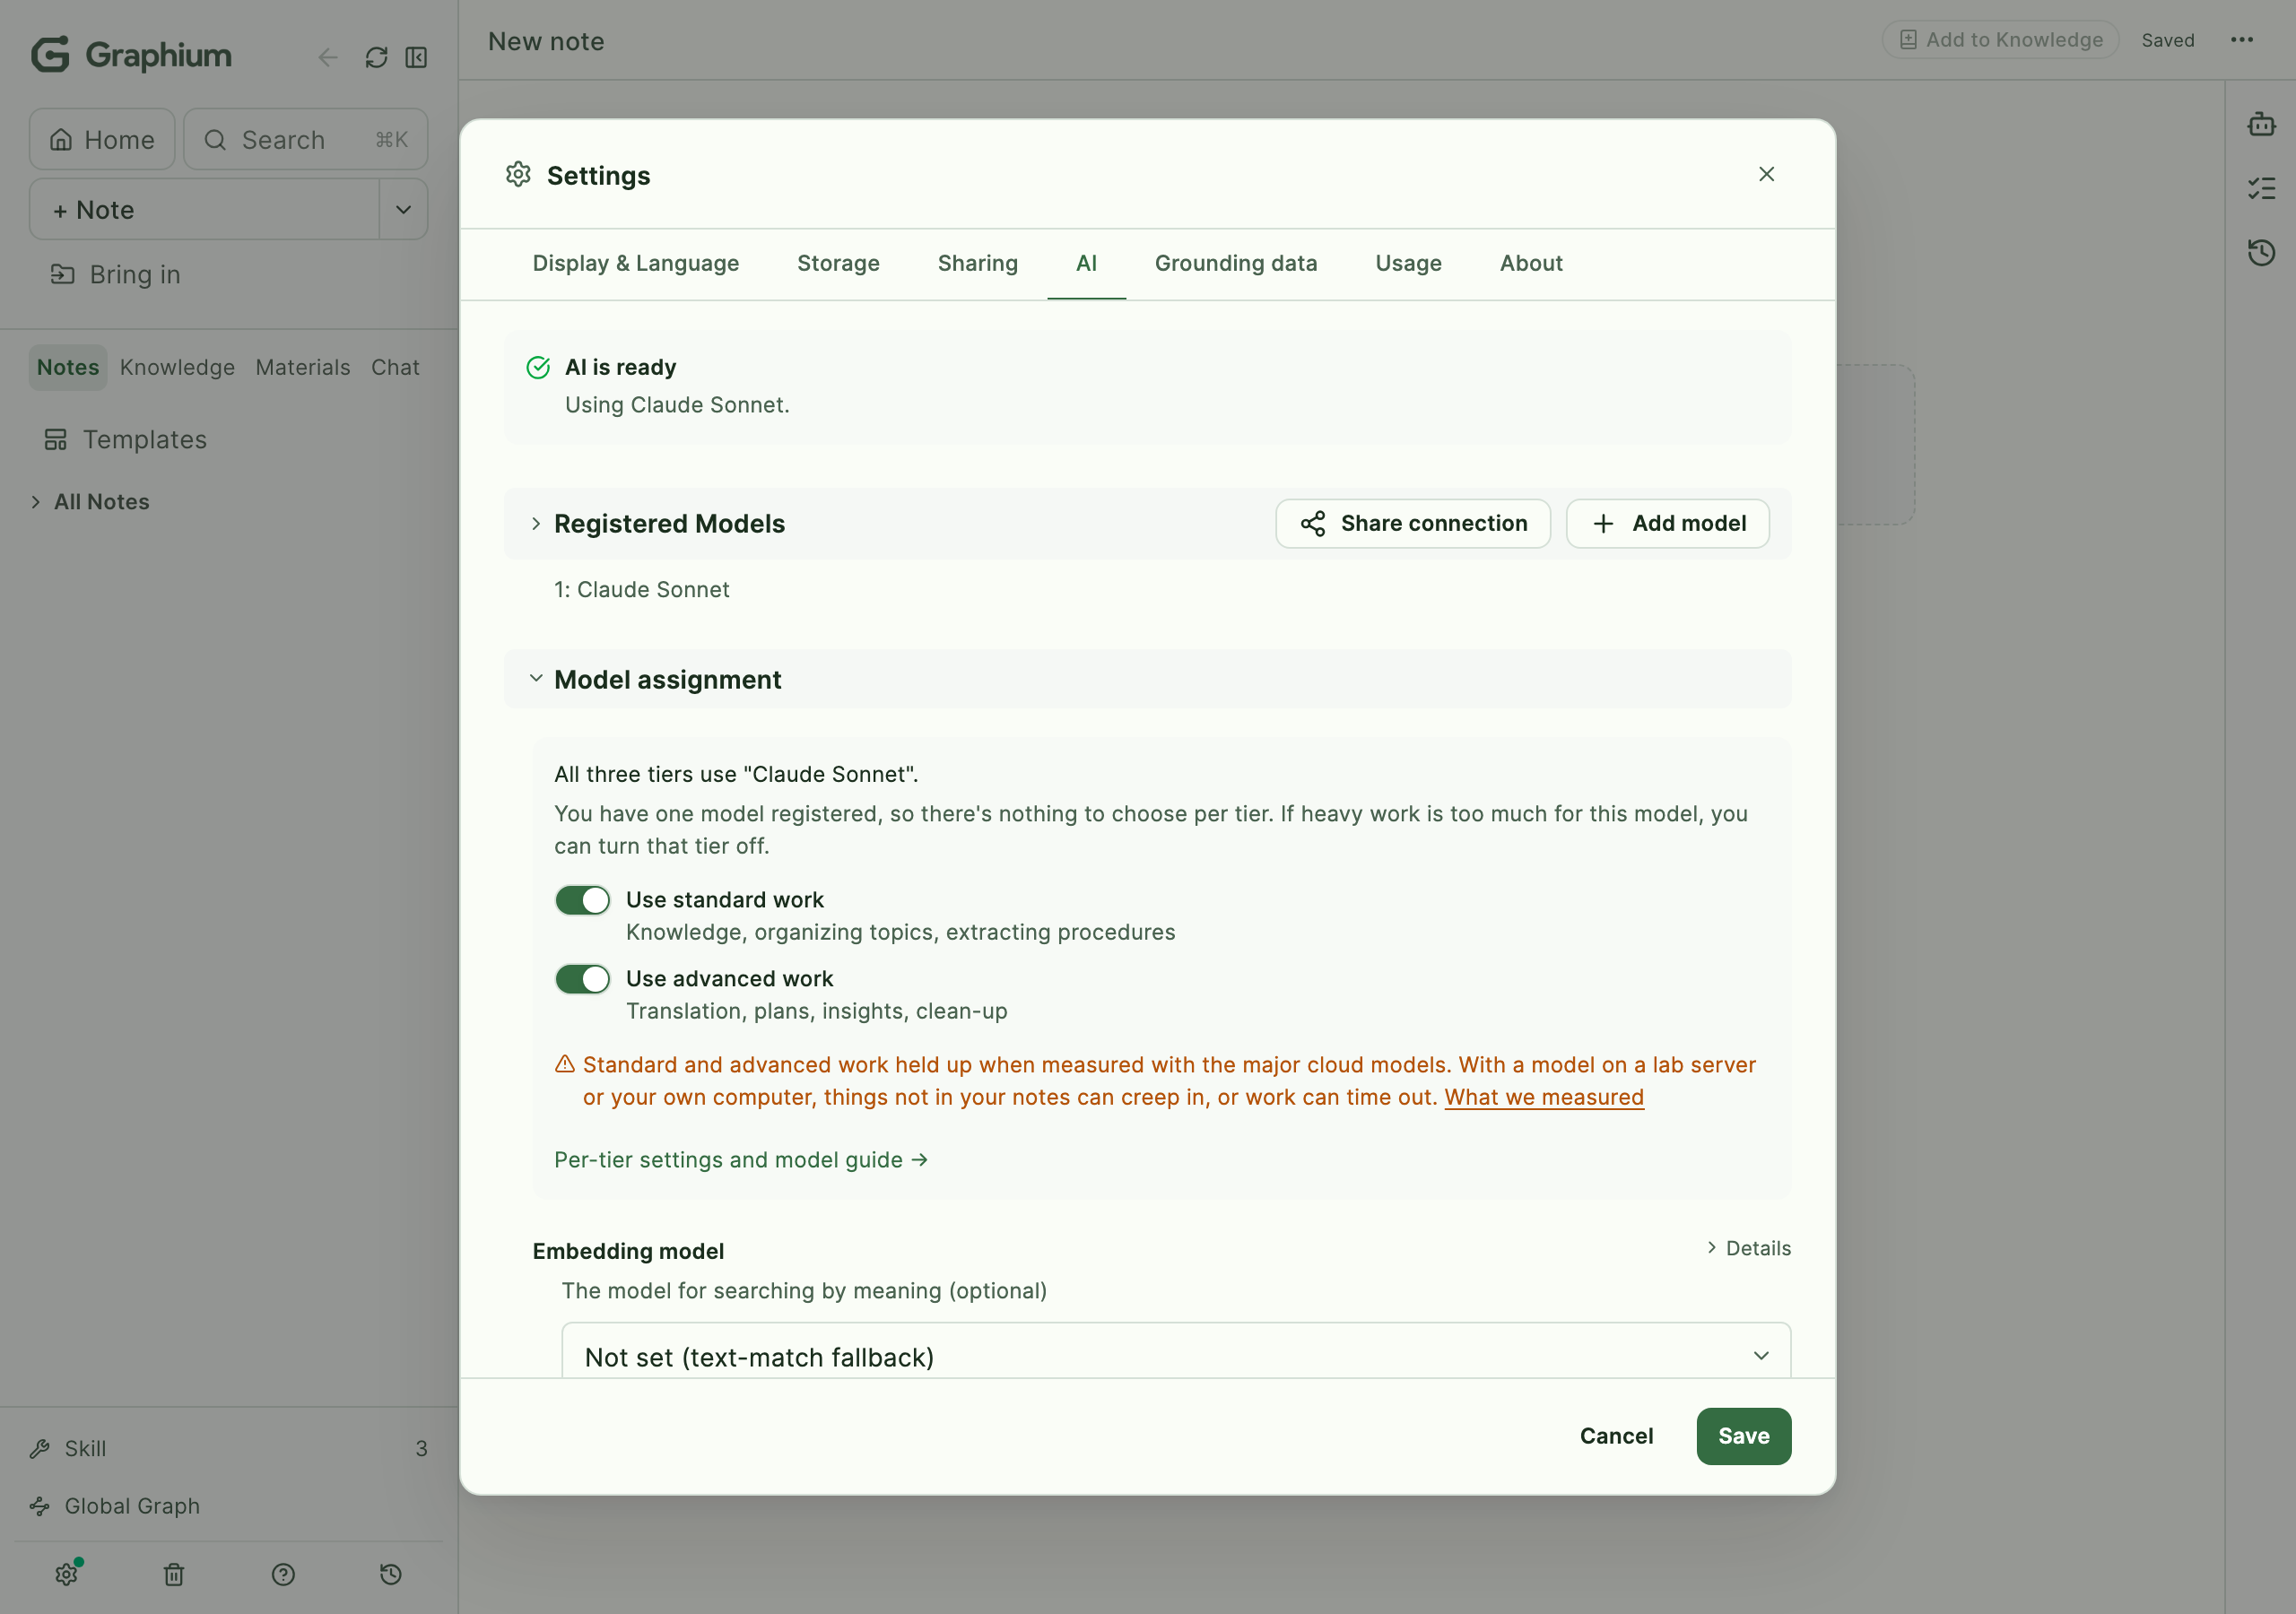 Graphium
Home
Search ⌘K
+ Note
Bring in
Notes Knowledge Materials Chat
Templates
All Notes
Skill 3
Global Graph
New note
Add to Knowledge
Saved
Settings
Display & Language Storage Sharing AI Grounding data Usage About
AI is ready
Using Claude Sonnet.
Registered Models
Share connection
Add model
1: Claude Sonnet
Model assignment
All three tiers use "Claude Sonnet".
You have one model registered, so there's nothing to choose per tier. If heavy work is too much for this model, you
can turn that tier off.
Use standard work
Knowledge, organizing topics, extracting procedures
Use advanced work
Translation, plans, insights, clean-up
Standard and advanced work held up when measured with the major cloud models. With a model on a lab server
or your own computer, things not in your notes can creep in, or work can time out. What we measured
Per-tier settings and model guide →
Embedding model
Details
The model for searching by meaning (optional)
Not set (text-match fallback)
Cancel
Save